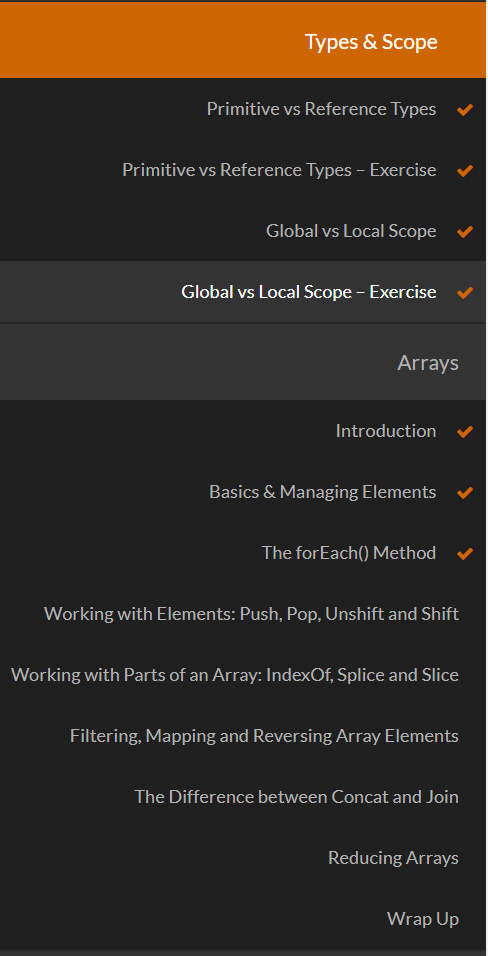 Types & Scope
Primitive vs Reference Types
Primitive vs Reference Types – Exercise
Global vs Local Scope
Global vs Local Scope – Exercise
Arrays
Introduction
Basics & Managing Elements
The forEach() Method
Working with Elements: Push, Pop, Unshift and Shift
Working with Parts of an Array: IndexOf, Splice and Slice
Filtering, Mapping and Reversing Array Elements
The Difference between Concat and Join
Reducing Arrays
Wrap Up